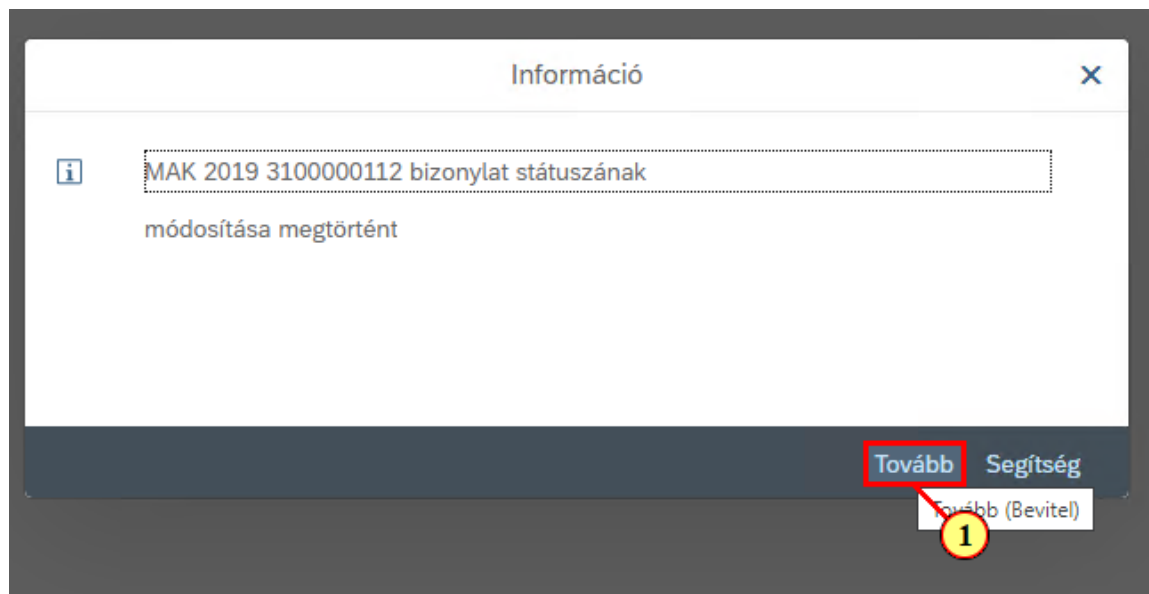 Információ
MAK 2019 3100000112 bizonylat státuszának
módosítása megtörtént
Tovább Segítség
Tovább (Bevitel)
1